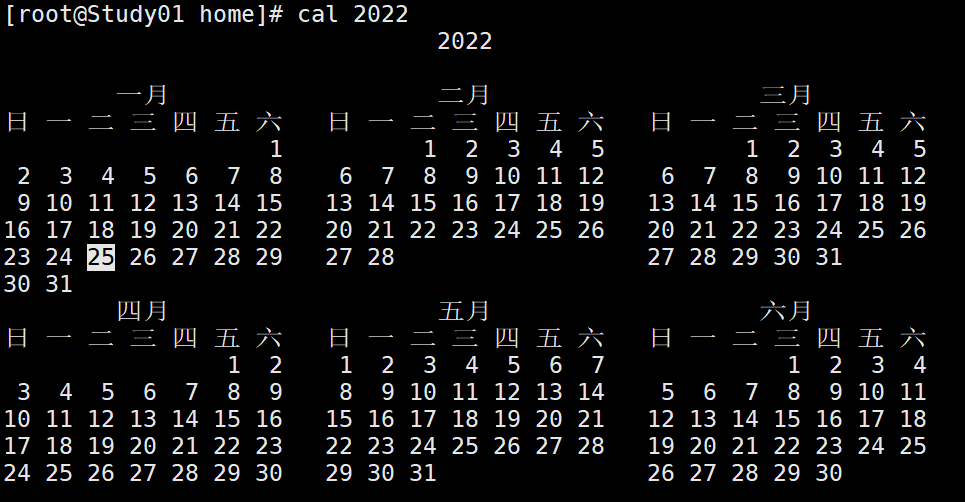 [root@Study01 home]# cal 2022
                               2022

        一月                   二月                   三月
日 一 二 三 四 五 六   日 一 二 三 四 五 六   日 一 二 三 四 五 六
                   1          1  2  3  4  5          1  2  3  4  5
 2  3  4  5  6  7  8    6  7  8  9 10 11 12    6  7  8  9 10 11 12
 9 10 11 12 13 14 15   13 14 15 16 17 18 19   13 14 15 16 17 18 19
16 17 18 19 20 21 22   20 21 22 23 24 25 26   20 21 22 23 24 25 26
23 24 25 26 27 28 29   27 28                  27 28 29 30 31
30 31
        四月                   五月                   六月
日 一 二 三 四 五 六   日 一 二 三 四 五 六   日 一 二 三 四 五 六
                1  2    1  2  3  4  5  6  7             1  2  3  4
 3  4  5  6  7  8  9    8  9 10 11 12 13 14    5  6  7  8  9 10 11
10 11 12 13 14 15 16   15 16 17 18 19 20 21   12 13 14 15 16 17 18
17 18 19 20 21 22 23   22 23 24 25 26 27 28   19 20 21 22 23 24 25
24 25 26 27 28 29 30   29 30 31               26 27 28 29 30